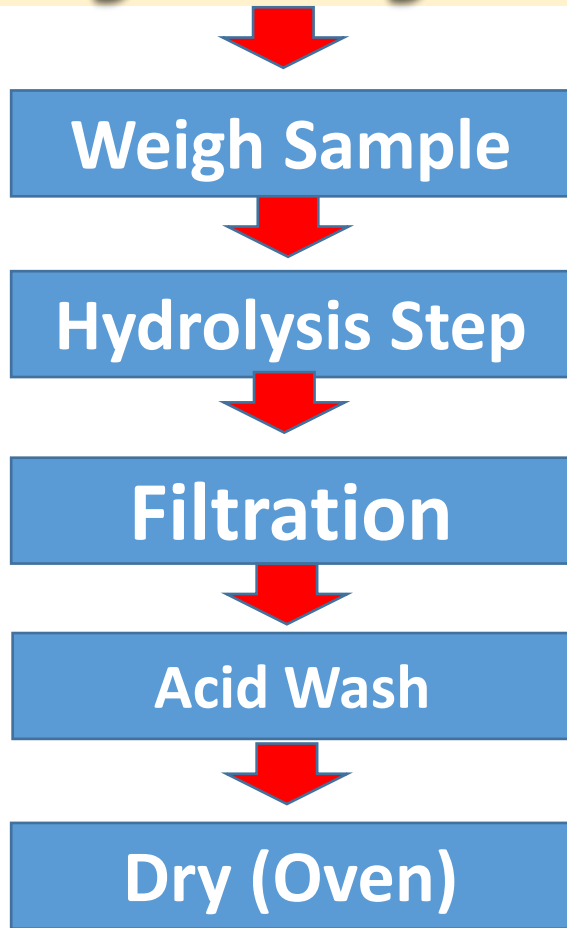 Weigh Sample
Hydrolysis Step
Filtration
Acid Wash
Dry (Oven)